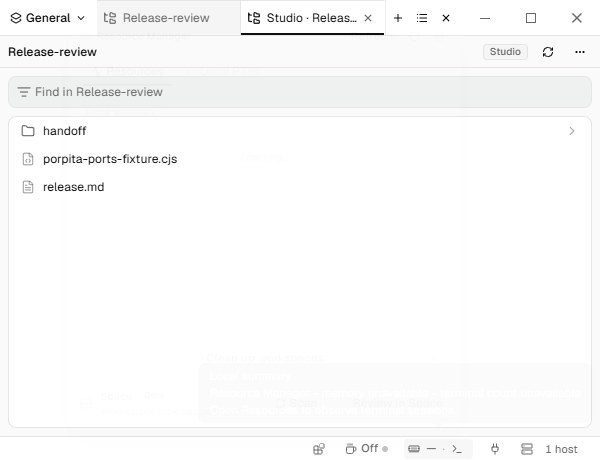 General
Release-review
Studio · Releas...
Release-review
Studio
Find in Release-review
handoff
porpita-ports-fixture.cjs
release.md
Off
1 host